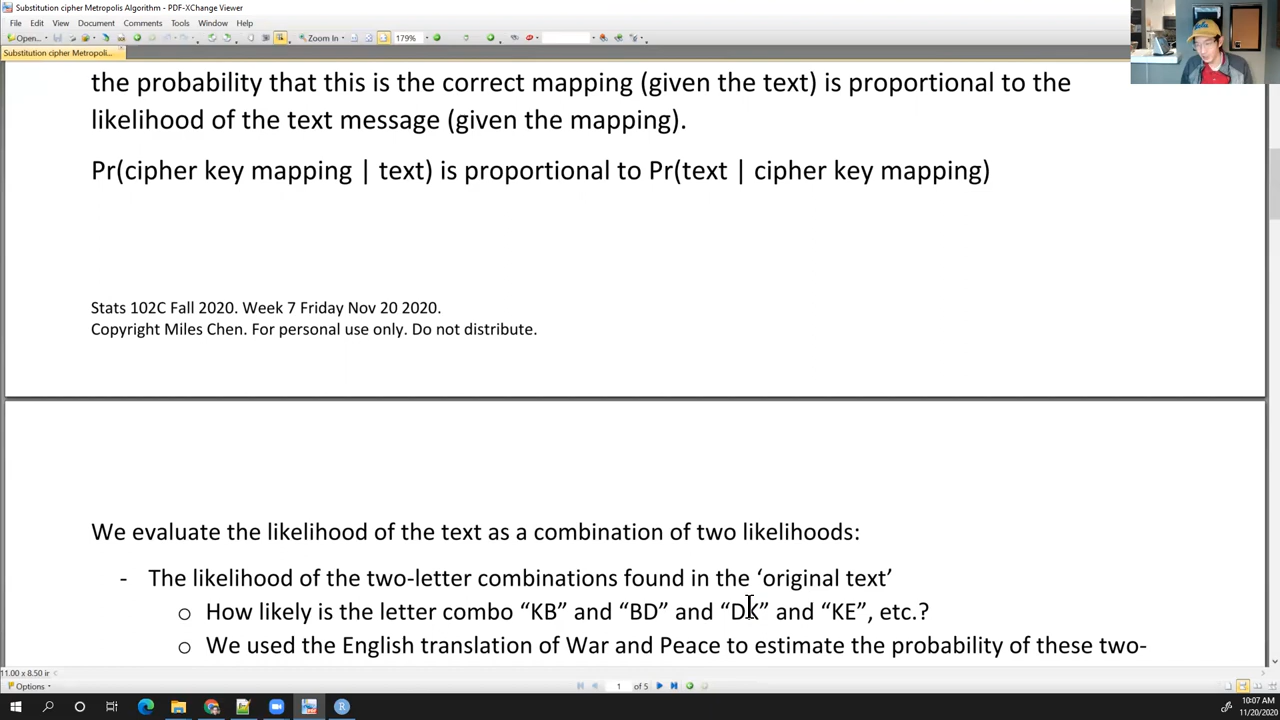 Substitution cipher Metropolis Algorithm - PDF-XChange Viewer
File Edit View Document Comments Tools Window Help
Open... Zoom In 179%
Substitution cipher Metropoli...
the probability that this is the correct mapping (given the text) is proportional to the
likelihood of the text message (given the mapping).
Pr(cipher key mapping | text) is proportional to Pr(text | cipher key mapping)
Stats 102C Fall 2020. Week 7 Friday Nov 20 2020.
Copyright Miles Chen. For personal use only. Do not distribute.
We evaluate the likelihood of the text as a combination of two likelihoods:
- The likelihood of the two-letter combinations found in the ‘original text’
o How likely is the letter combo “KB” and “BD” and “DK” and “KE”, etc.?
o We used the English translation of War and Peace to estimate the probability of these two-
11.00 x 8.50 in
Options 1 of 5
10:07 AM
11/20/2020